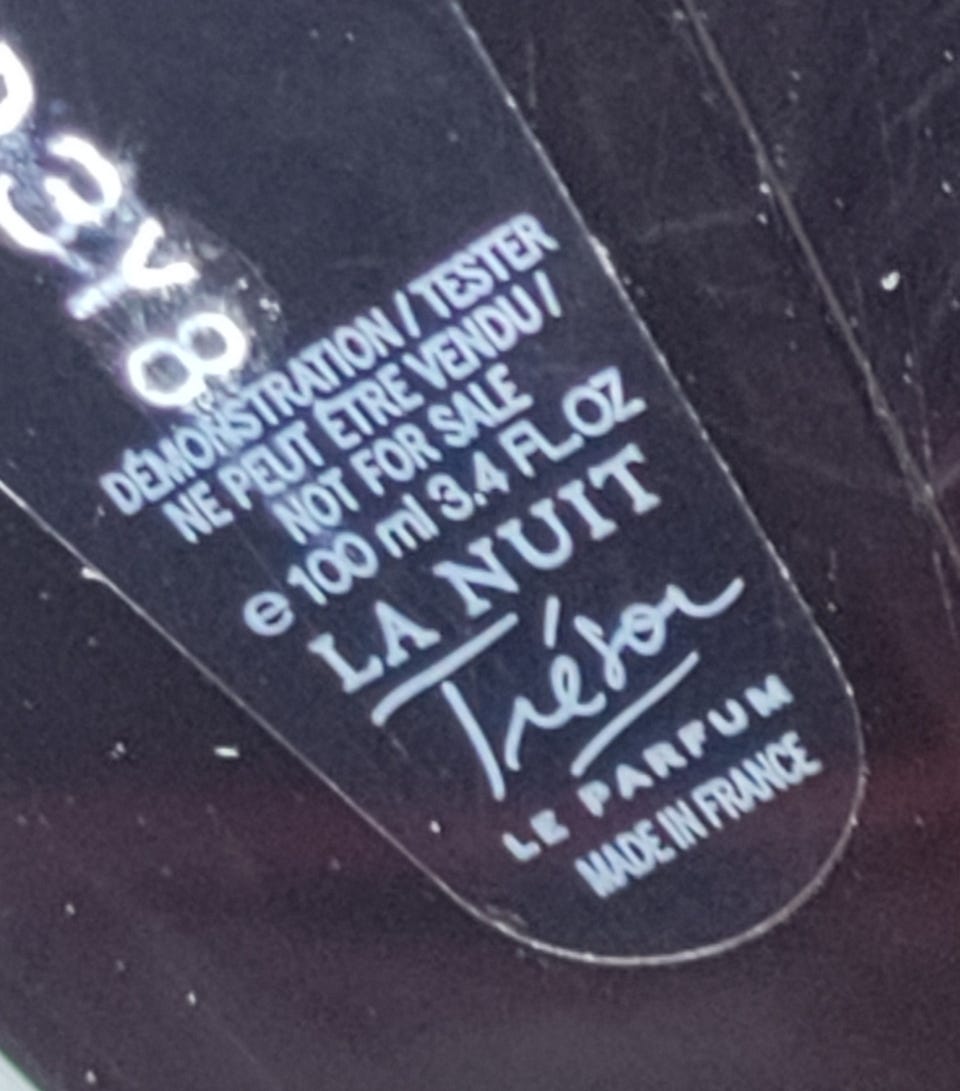 DÉMONSTRATION / TESTER
NE PEUT ÊTRE VENDU /
NOT FOR SALE
℮ 100 ml 3.4 FL.OZ
LA NUIT
Trésor
LE PARFUM
MADE IN FRANCE